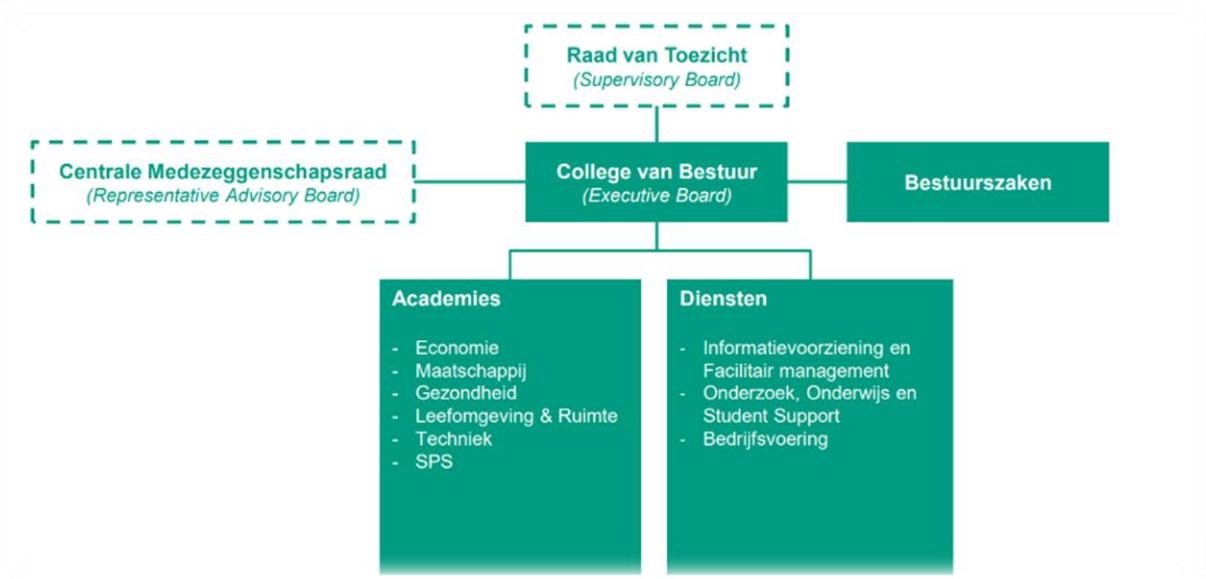 Raad van Toezicht
(Supervisory Board)
Centrale Medezeggenschapsraad
(Representative Advisory Board)
College van Bestuur
(Executive Board)
Bestuurszaken
Academies
- Economie
- Maatschappij
- Gezondheid
- Leefomgeving & Ruimte
- Techniek
- SPS
Diensten
- Informatievoorziening en
Facilitair management
- Onderzoek, Onderwijs en
Student Support
- Bedrijfsvoering